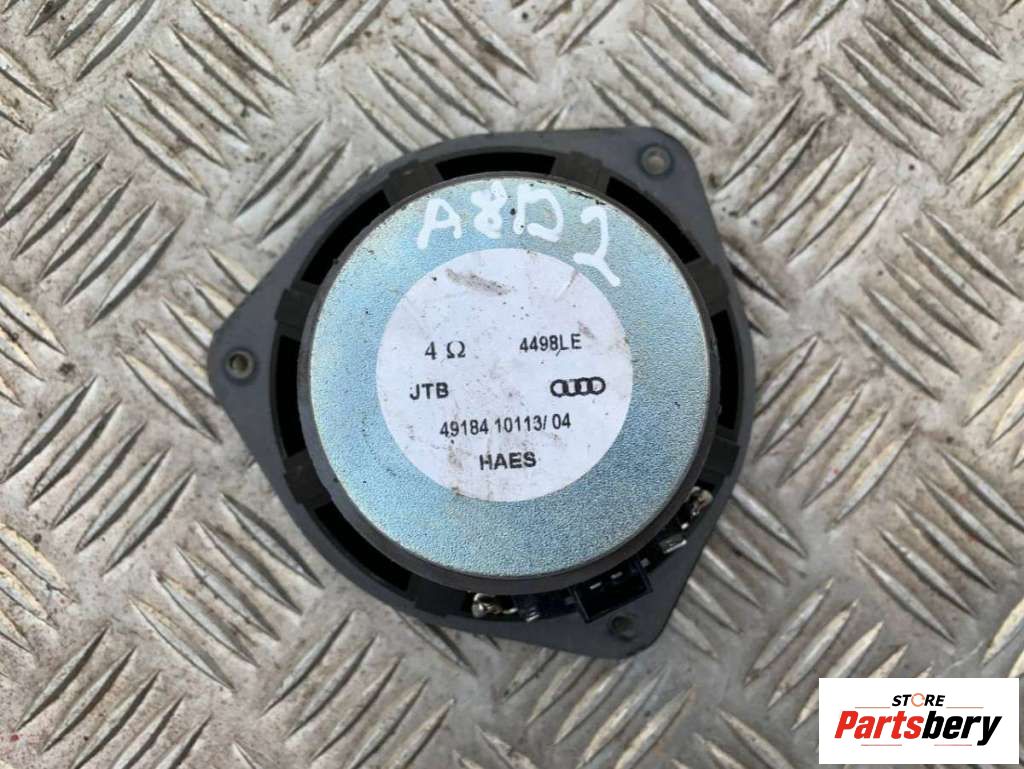 A8D2
4 Ω 4498LE
JTB
49184 10113/ 04
HAES
STORE
Partsbery